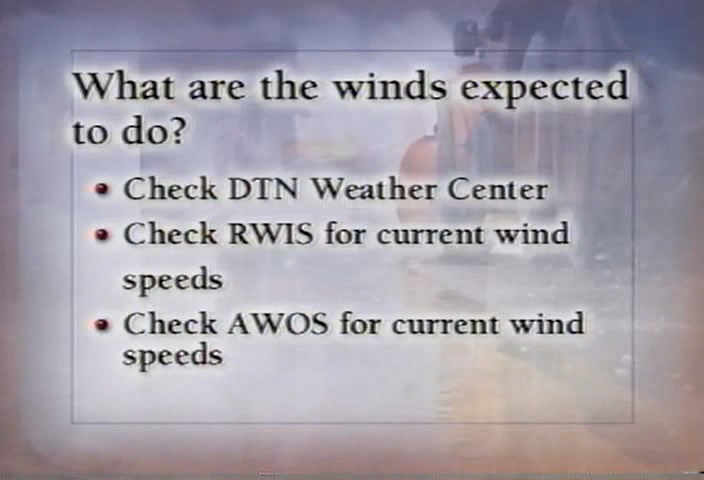 What are the winds expected
to do?
• Check DTN Weather Center
• Check RWIS for current wind
speeds
• Check AWOS for current wind
speeds